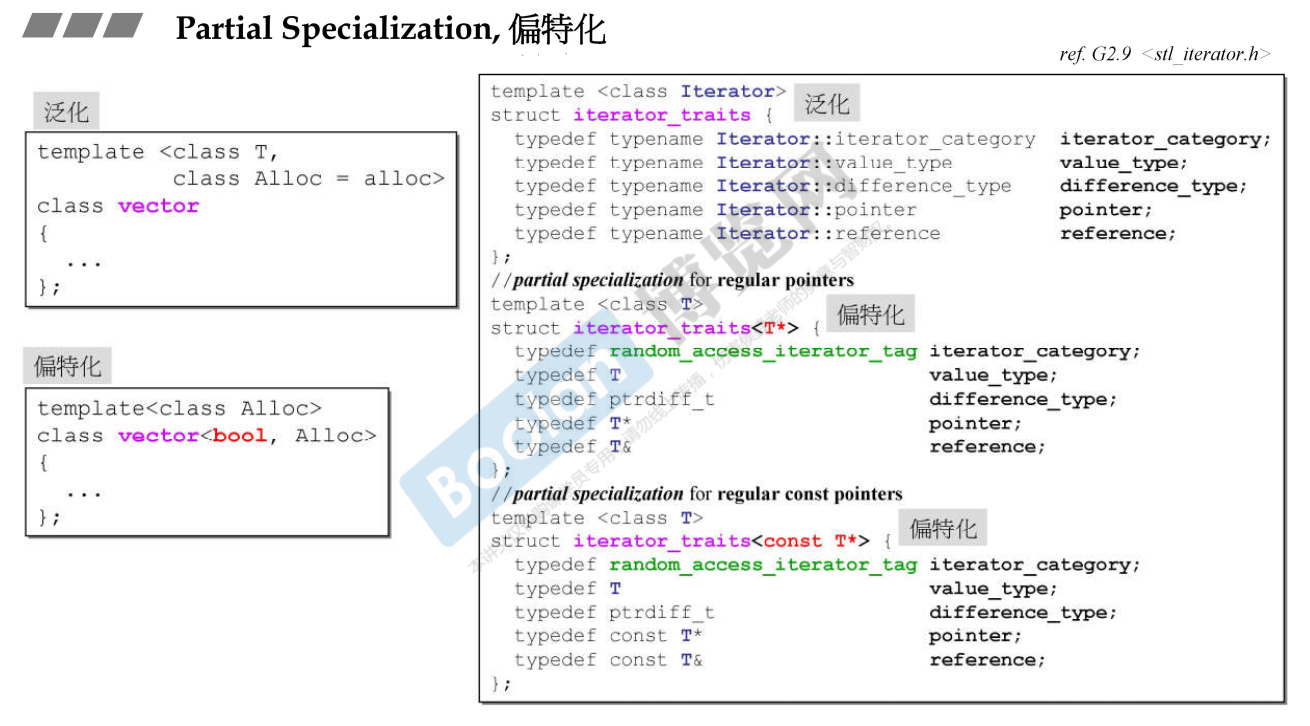 Partial Specialization, 偏特化
ref. G2.9 <stl_iterator.h>
泛化
template <class T,
class Alloc = alloc>
class vector
{
...
};
偏特化
template<class Alloc>
class vector<bool, Alloc>
{
...
};
template <class Iterator>
泛化
struct iterator_traits {
typedef typename Iterator::iterator_category iterator_category;
typedef typename Iterator::value_type value_type;
typedef typename Iterator::difference_type difference_type;
typedef typename Iterator::pointer pointer;
typedef typename Iterator::reference reference;
};
//partial specialization for regular pointers
template <class T>
偏特化
struct iterator_traits<T*> {
typedef random_access_iterator_tag iterator_category;
typedef T value_type;
typedef ptrdiff_t difference_type;
typedef T* pointer;
typedef T& reference;
};
//partial specialization for regular const pointers
template <class T>
偏特化
struct iterator_traits<const T*> {
typedef random_access_iterator_tag iterator_category;
typedef T value_type;
typedef ptrdiff_t difference_type;
typedef const T* pointer;
typedef const T& reference;
};
Boolan 博览网